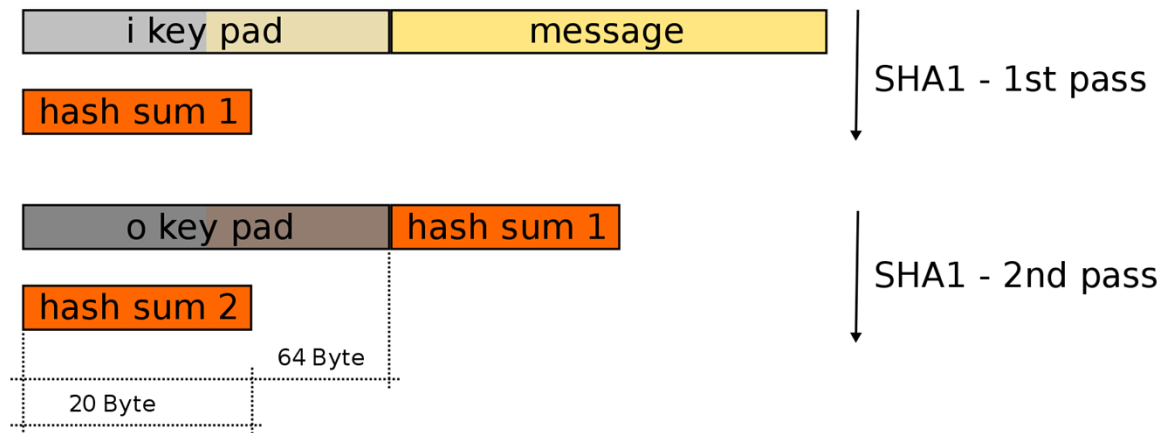 i key pad message
SHA1 - 1st pass
hash sum 1
o key pad hash sum 1
SHA1 - 2nd pass
hash sum 2
64 Byte
20 Byte